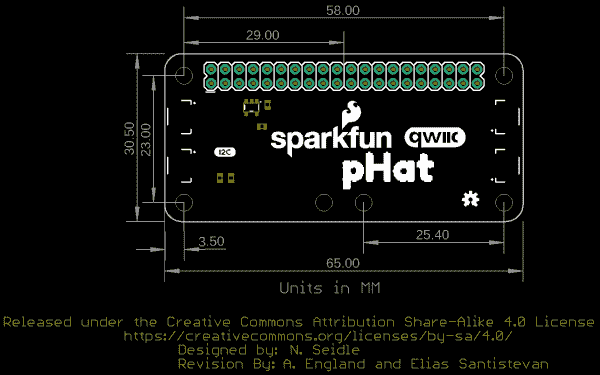 58.00
29.00
30.50
23.00
sparkfun qwiic
I2C
pHat
3.50
25.40
65.00
Units in MM
Released under the Creative Commons Attribution Share-Alike 4.0 License
https://creativecommons.org/licenses/by-sa/4.0/
Designed by: N. Seidle
Revision By: A. England and Elias Santistevan